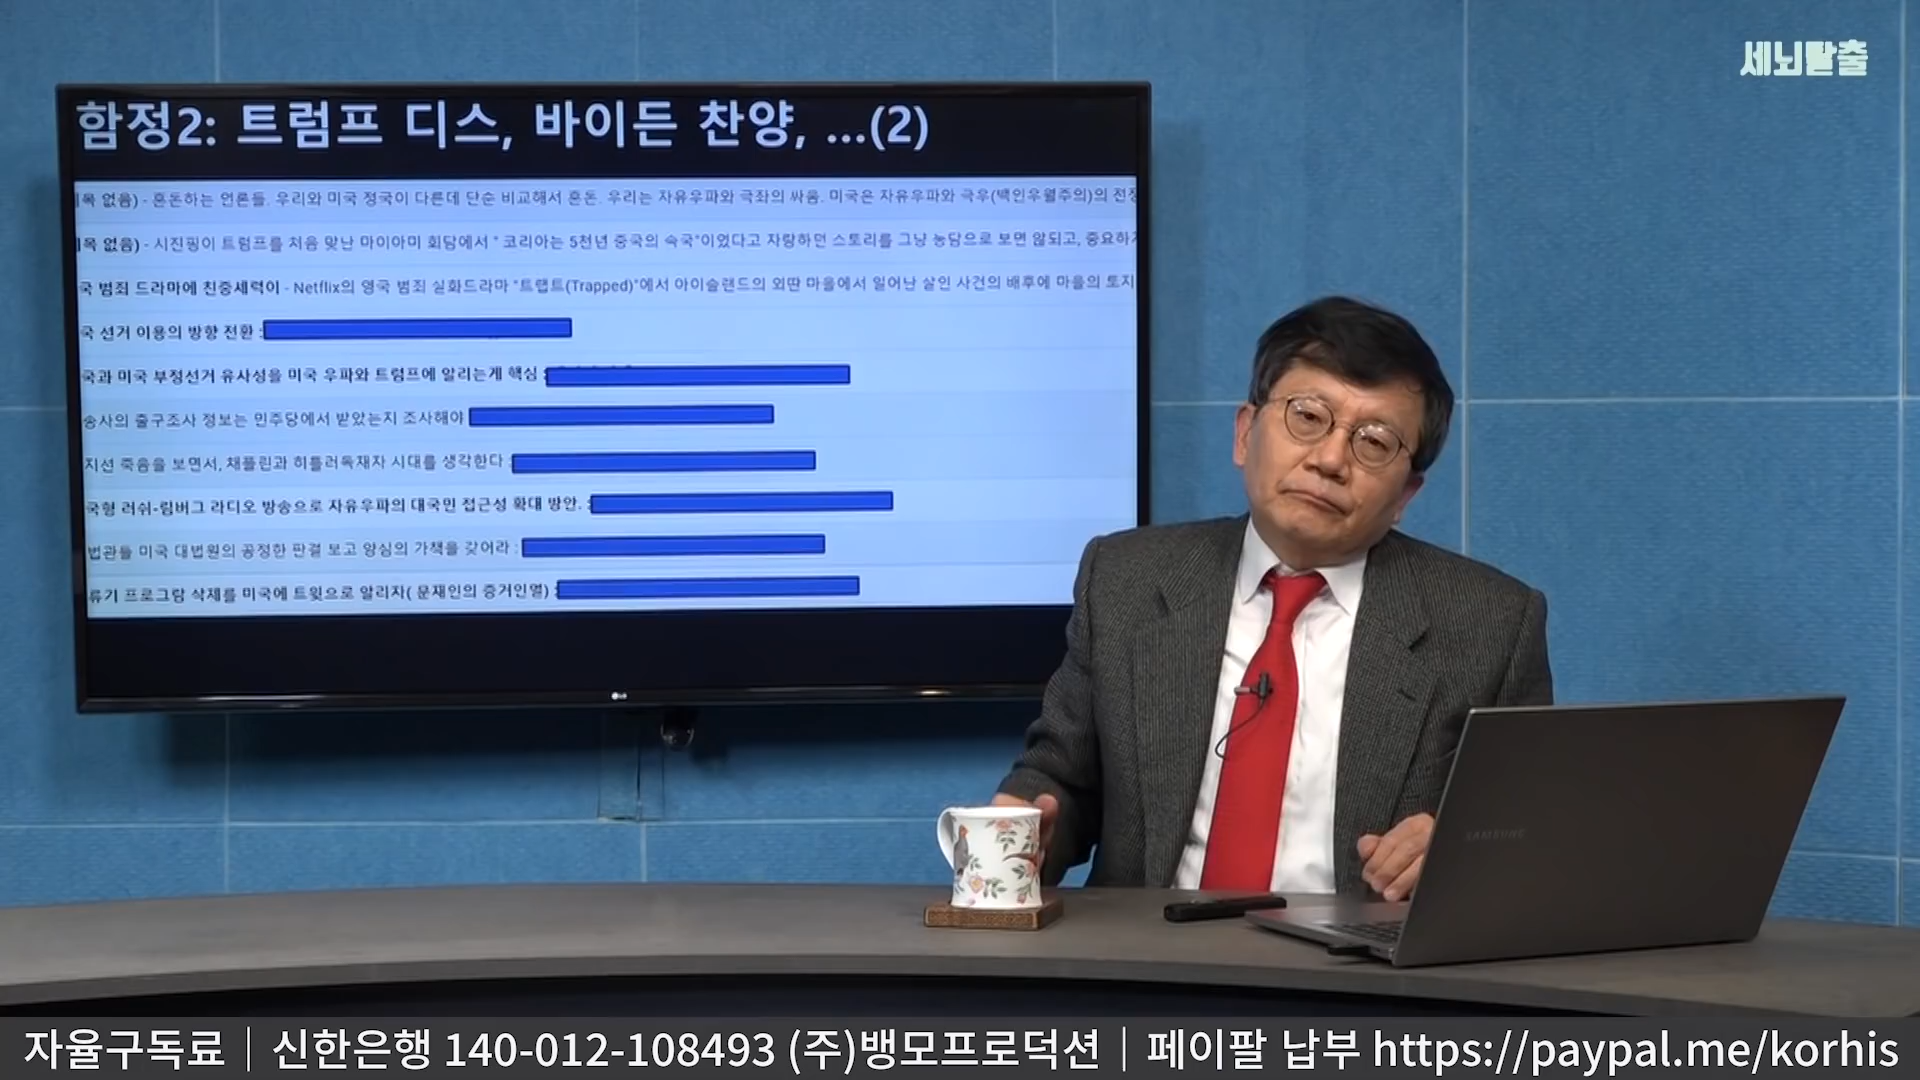 세뇌탈출
함정2: 트럼프 디스, 바이든 찬양, ...(2)
목 없음) - 혼돈하는 언론들. 우리와 미국 정국이 다른데 단순 비교해서 혼돈. 우리는 자유우파와 극좌의 싸움. 미국은 자유우파와 극우(백인우월주의)의 전쟁
목 없음) - 시진핑이 트럼프를 처음 맞난 마이아미 회담에서 " 코리아는 5천년 중국의 속국"이었다고 자랑하던 스토리를 그냥 농담으로 보면 않되고, 중요하게
국 범죄 드라마에 친중세력이 - Netflix의 영국 범죄 실화드라마 "트랩트(Trapped)"에서 아이슬랜드의 외딴 마을에서 일어난 살인 사건의 배후에 마을의 토지
국 선거 이용의 방향 전환 :
국과 미국 부정선거 유사성을 미국 우파와 트럼프에 알리는게 핵심 :
송사의 출구조사 정보는 민주당에서 받았는지 조사해야
지선 죽음을 보면서, 채플린과 히틀러독재자 시대를 생각한다 :
국형 러쉬-림버그 라디오 방송으로 자유우파의 대국민 접근성 확대 방안. :
법관들 미국 대법원의 공정한 판결 보고 양심의 가책을 갖어라 :
류기 프로그람 삭제를 미국에 트윗으로 알리자( 문재인의 증거인멸) :
LG
SAMSUNG
자율구독료 | 신한은행 140-012-108493 (주)뱅모프로덕션 | 페이팔 납부 https://paypal.me/korhis